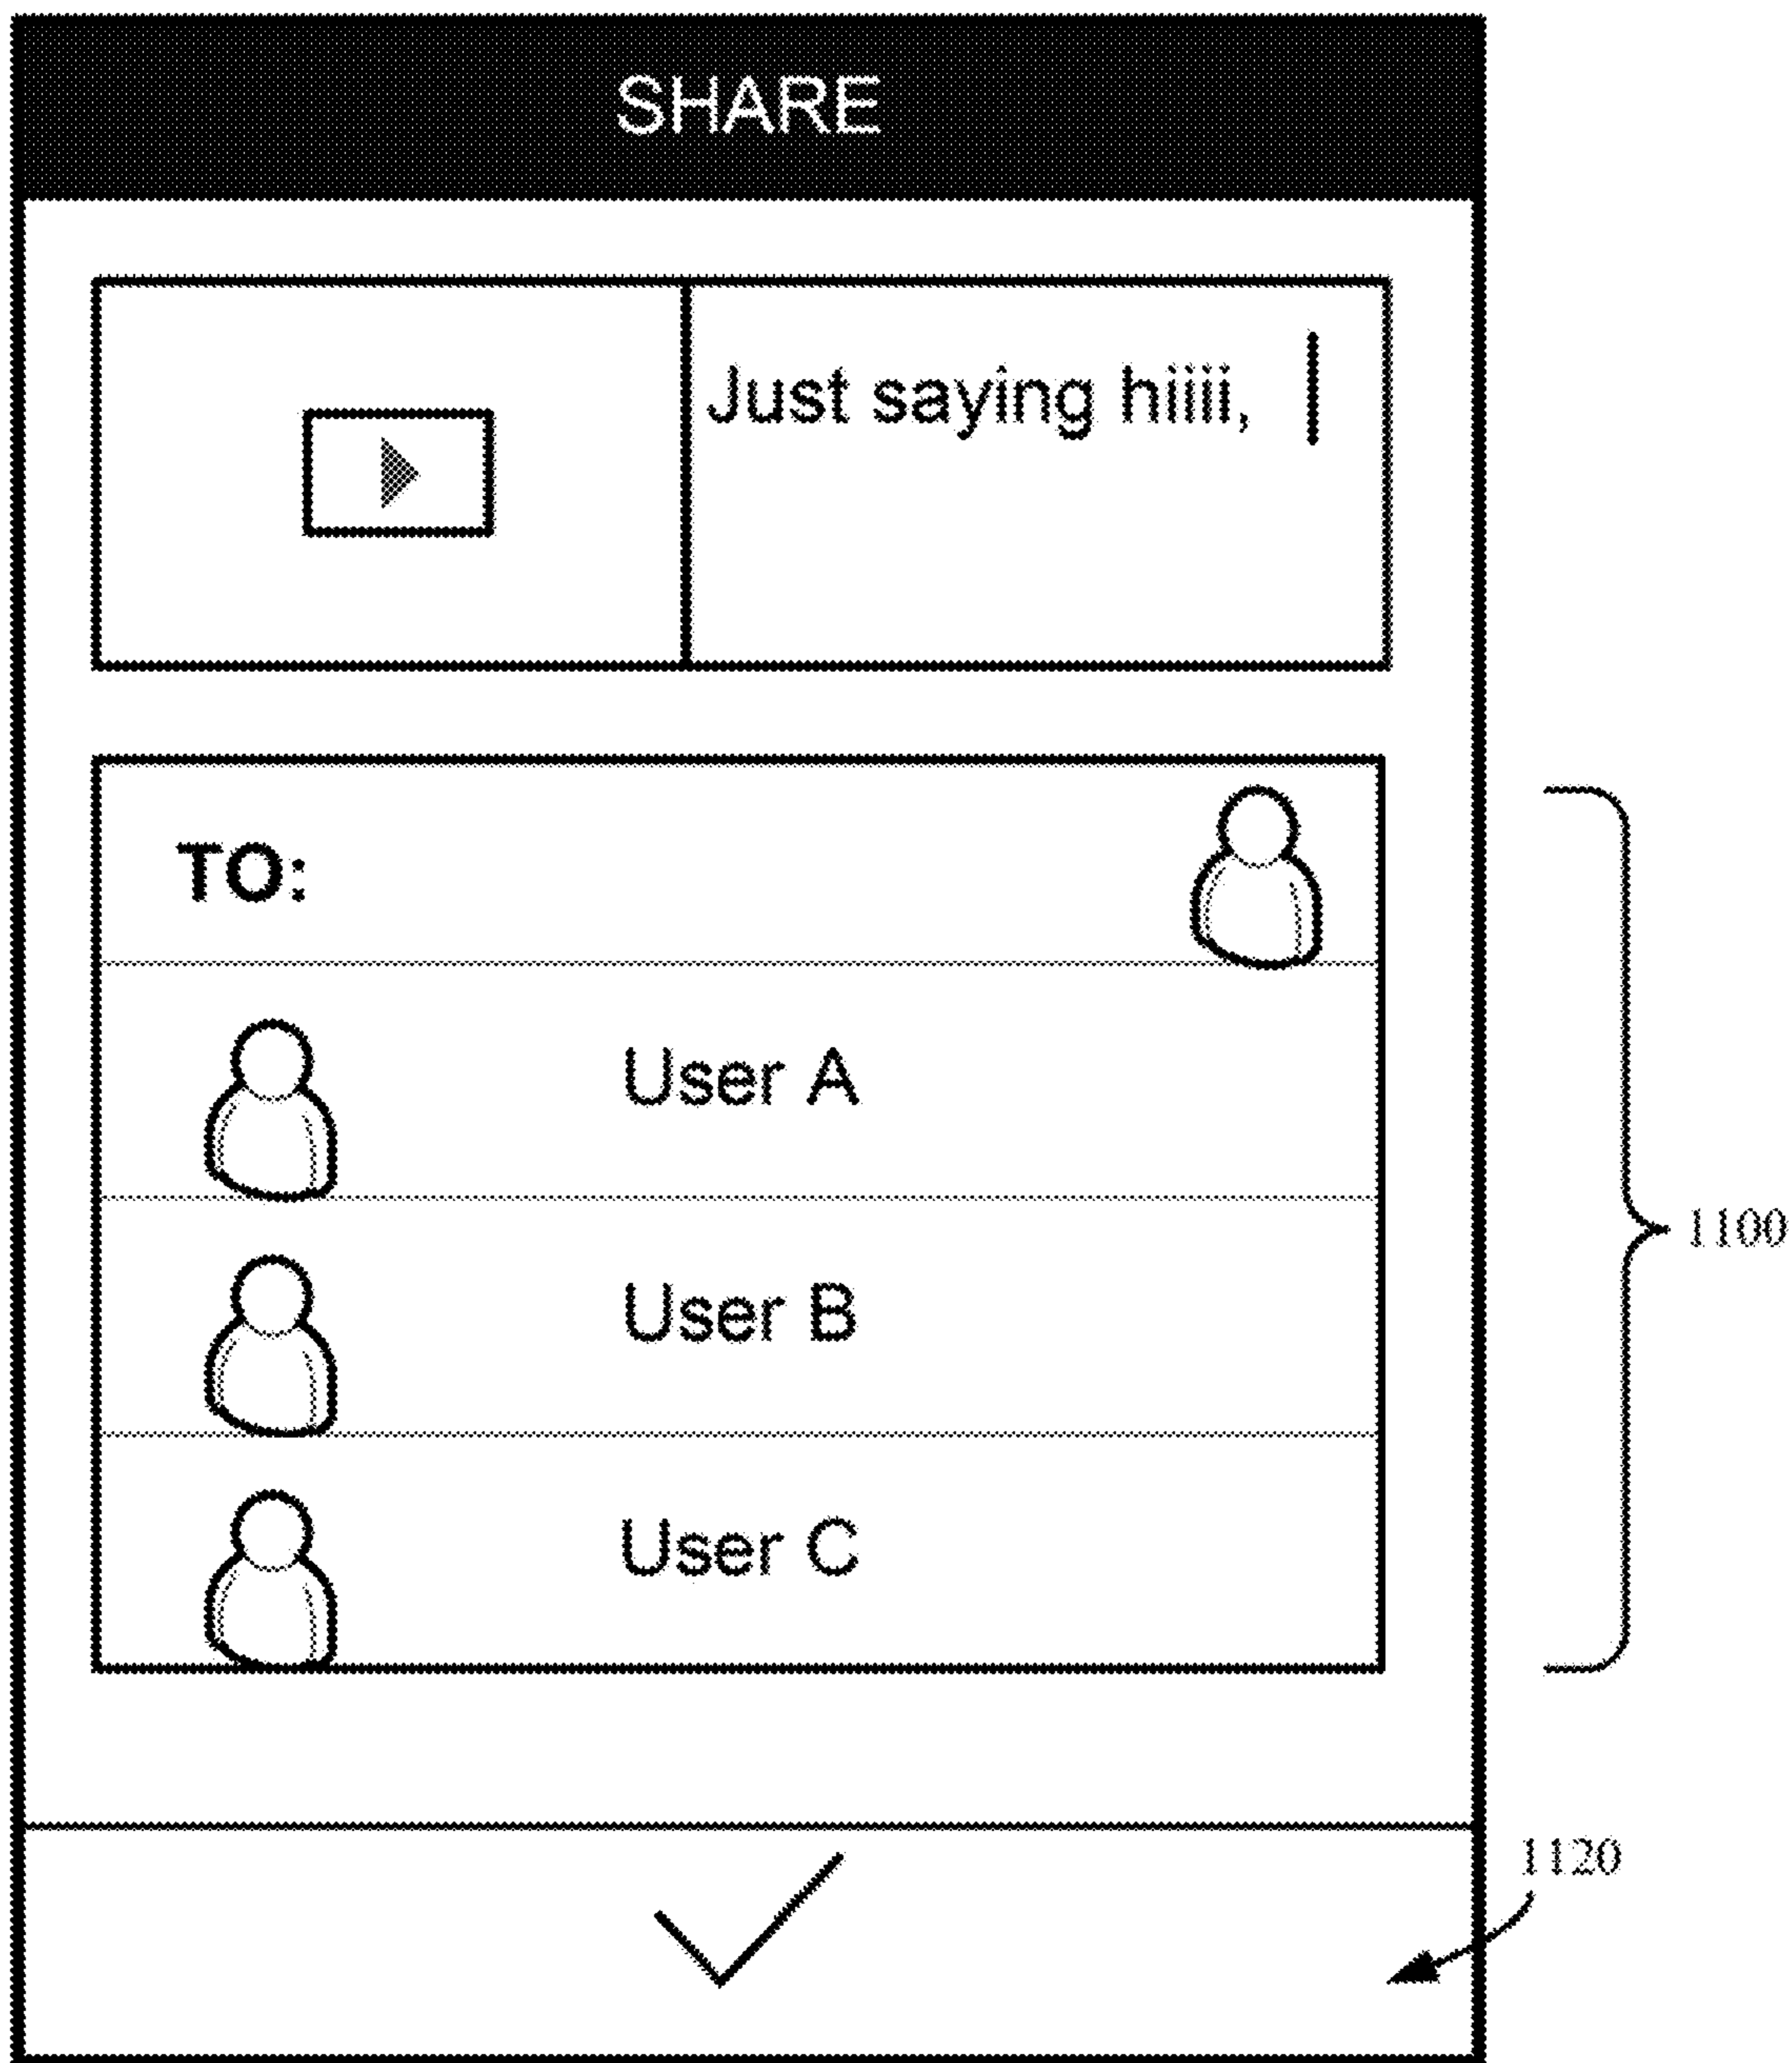 SHARE
Just saying hiiii,
TO:
User A
User B
1100
User C
1120